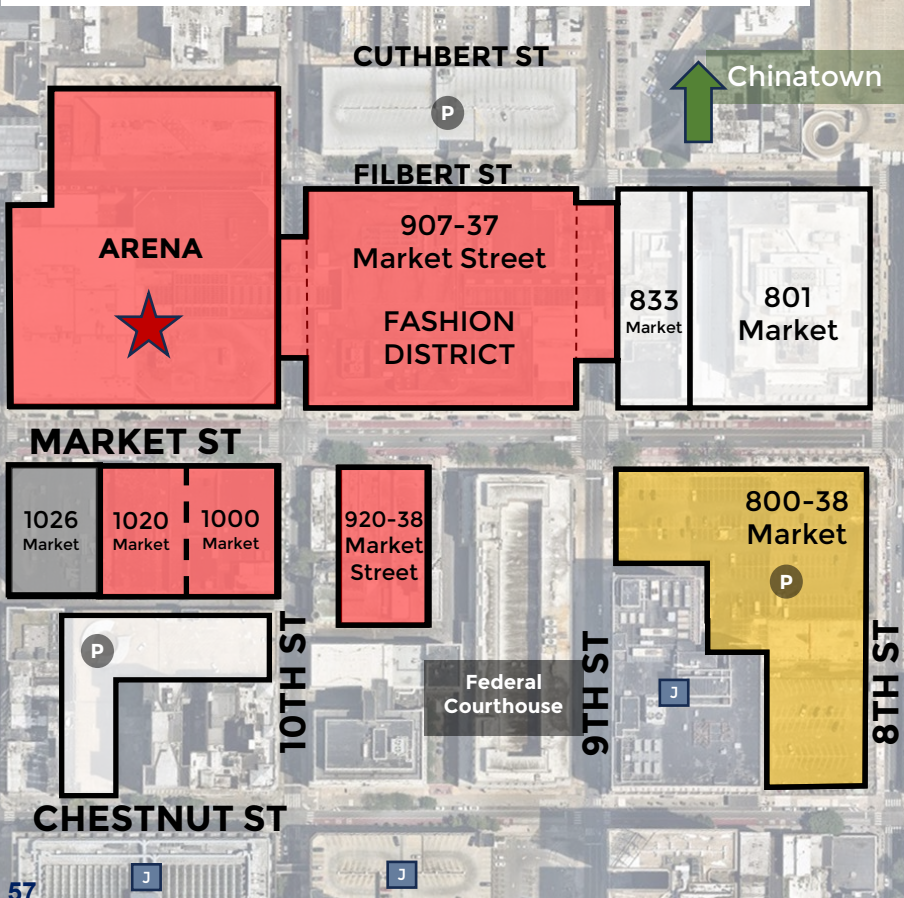 CUTHBERT ST
P
Chinatown
FILBERT ST
ARENA
907-37
Market Street
FASHION
DISTRICT
833
Market
801
Market
MARKET ST
1026
Market
1020
Market
1000
Market
920-38
Market
Street
800-38
Market
P
P
10TH ST
Federal
Courthouse
9TH ST
J
8TH ST
CHESTNUT ST
J
J
57